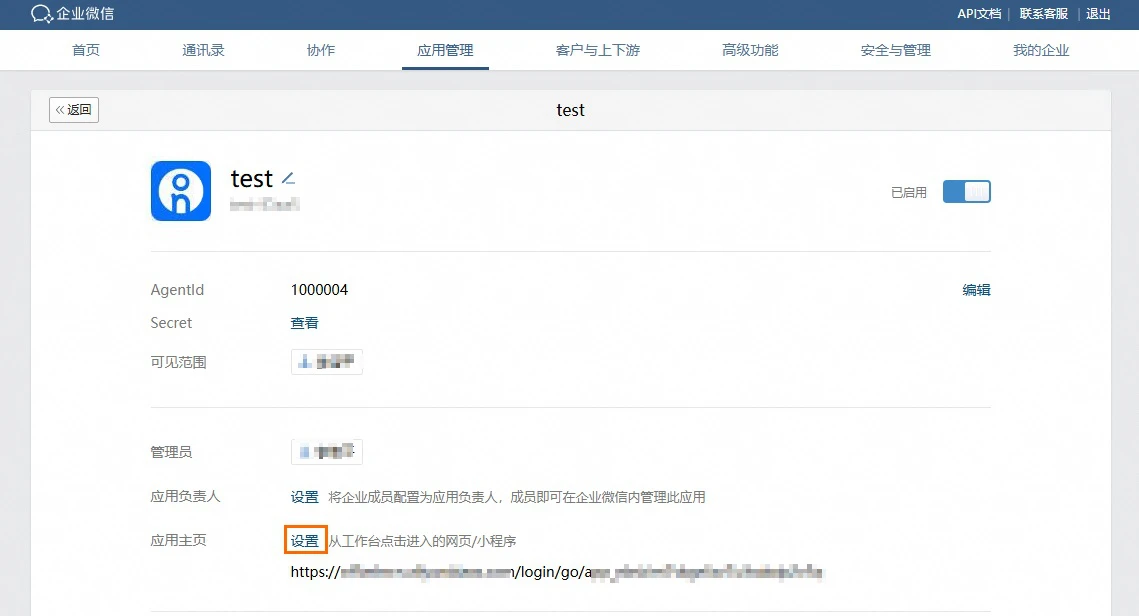 企业微信 API文档 联系客服 退出
首页 通讯录 协作 应用管理 客户与上下游 高级功能 安全与管理 我的企业
返回 test
test
已启用
AgentId 1000004 编辑
Secret 查看
可见范围
管理员
应用负责人 设置 将企业成员配置为应用负责人，成员即可在企业微信内管理此应用
应用主页 设置 从工作台点击进入的网页/小程序
https:// /login/go/